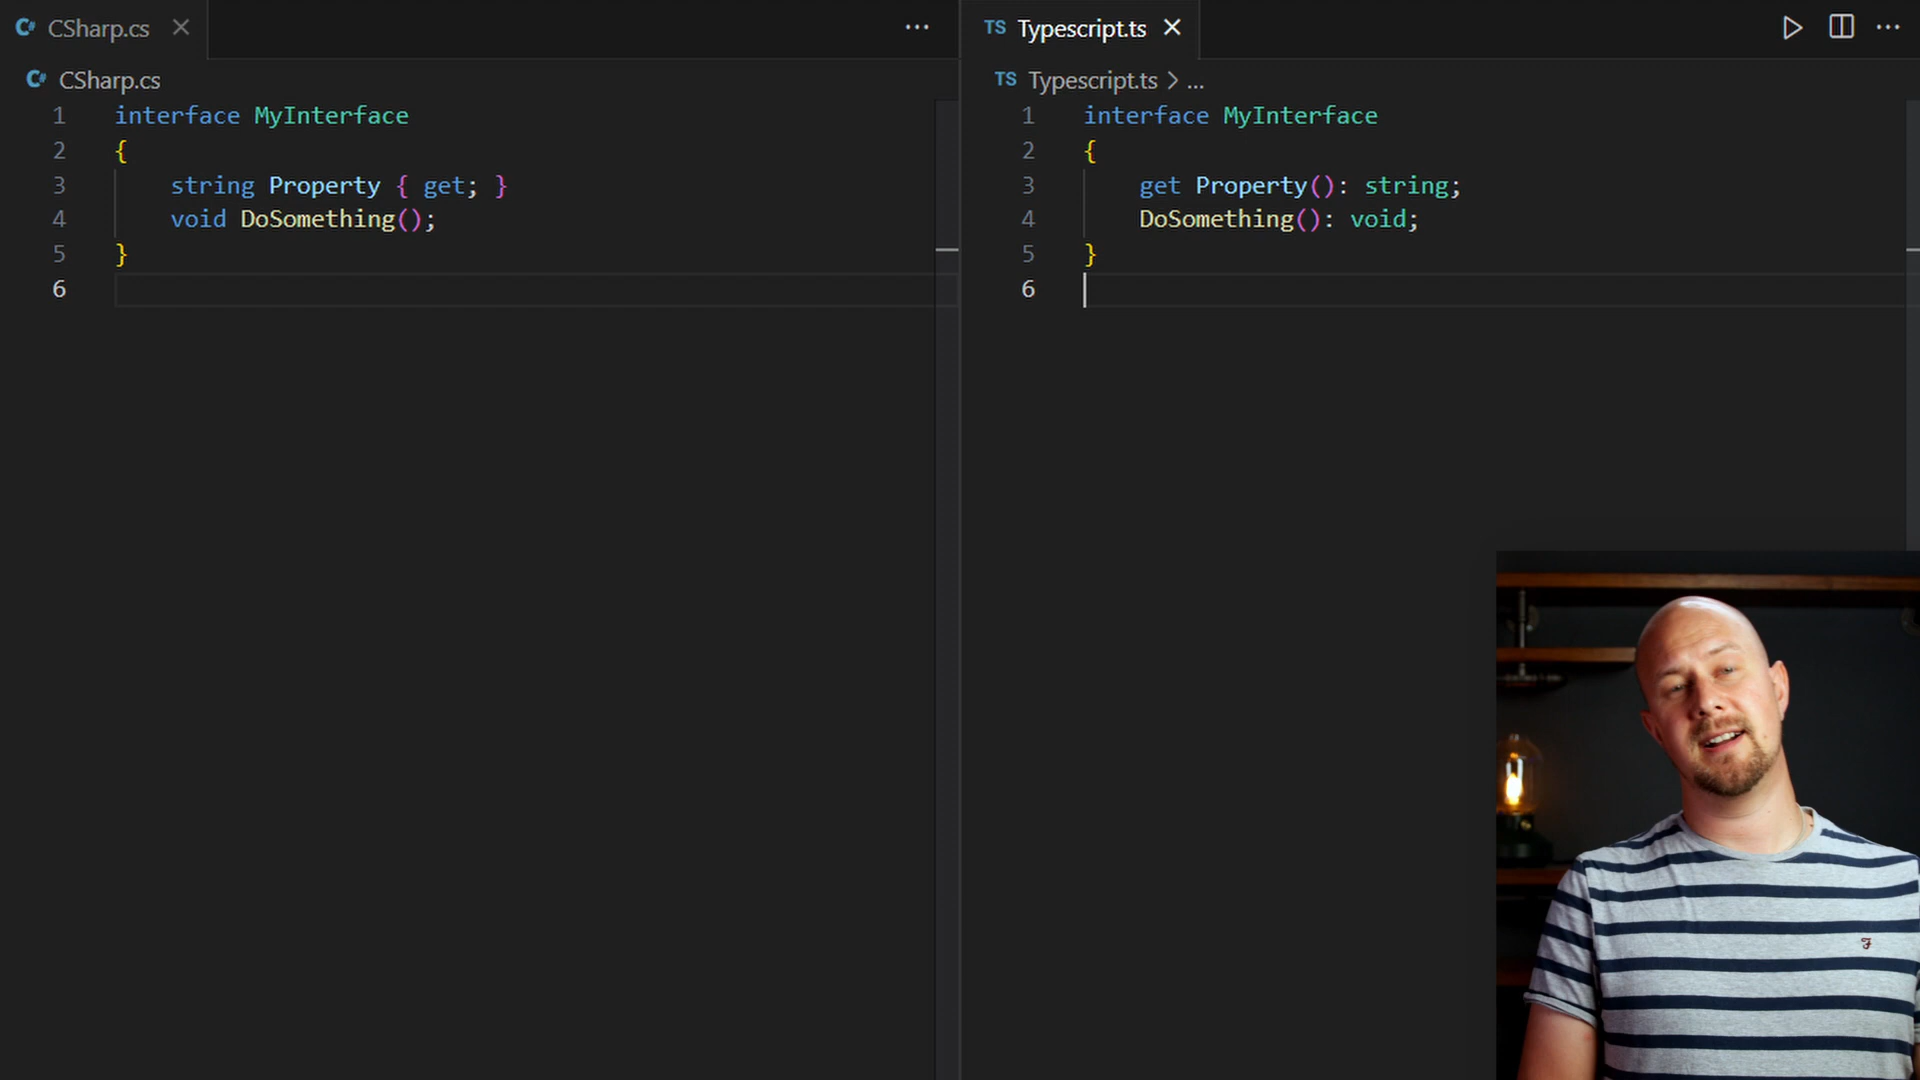 CSharp.cs
CSharp.cs
1 interface MyInterface
2 {
3 string Property { get; }
4 void DoSomething();
5 }
6
TS Typescript.ts
TS Typescript.ts > ...
1 interface MyInterface
2 {
3 get Property(): string;
4 DoSomething(): void;
5 }
6